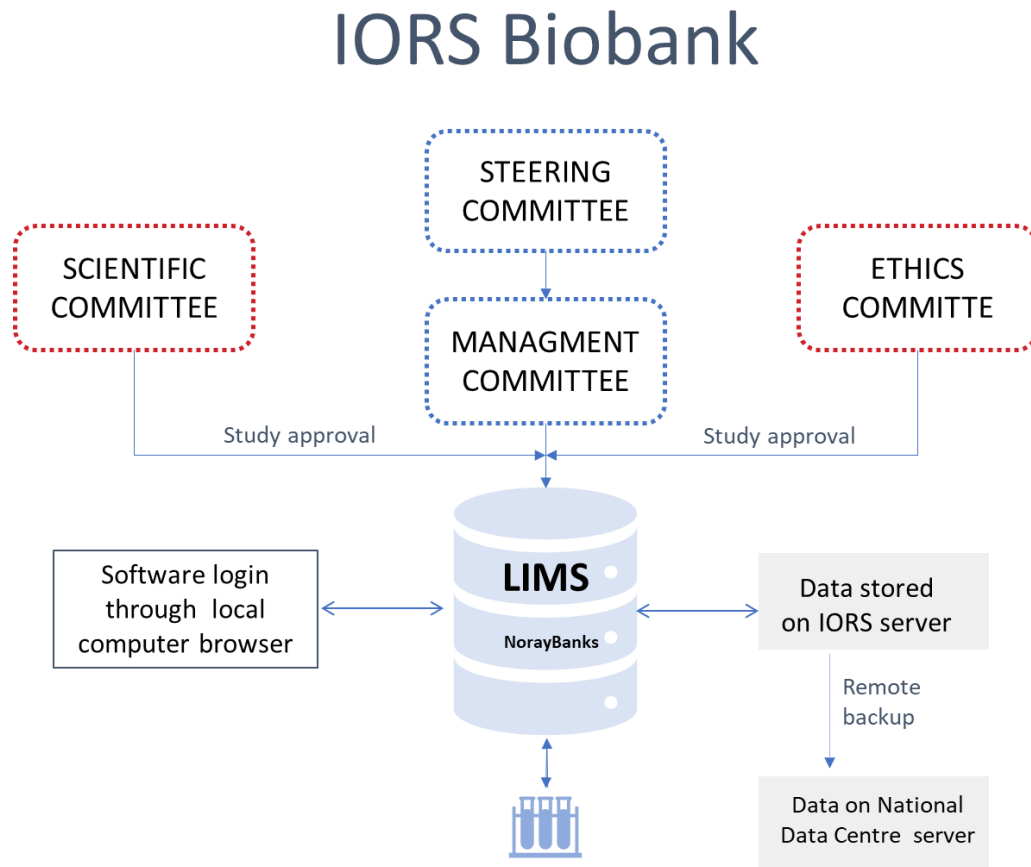 IORS Biobank
STEERING
COMMITTEE
SCIENTIFIC
COMMITTEE
ETHICS
COMMITTE
MANAGMENT
COMMITTEE
Study approval
Study approval
LIMS
NorayBanks
Software login
through local
computer browser
Data stored
on IORS server
Remote
backup
Data on National
Data Centre server